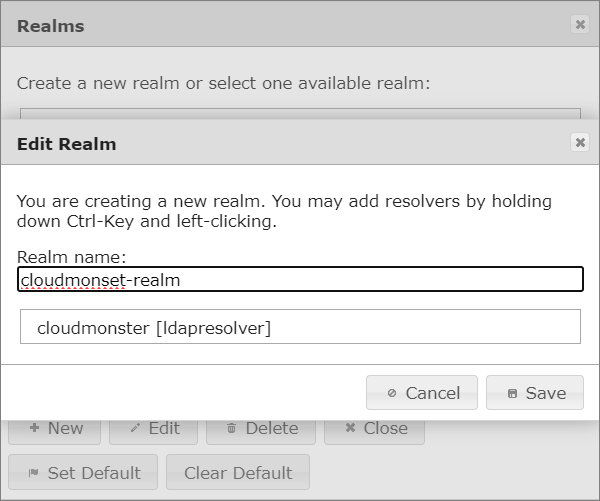 Realms
Create a new realm or select one available realm:
Edit Realm
You are creating a new realm. You may add resolvers by holding
down Ctrl-Key and left-clicking.
Realm name:
cloudmonset-realm
cloudmonster [ldapresolver]
Cancel Save
New Edit Delete Close
Set Default Clear Default